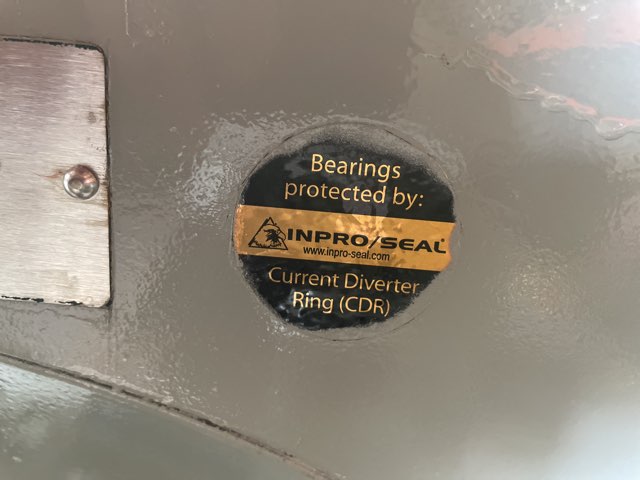 Bearings
protected by:
INPRO/SEAL®
www.inpro-seal.com
Current Diverter
Ring (CDR)